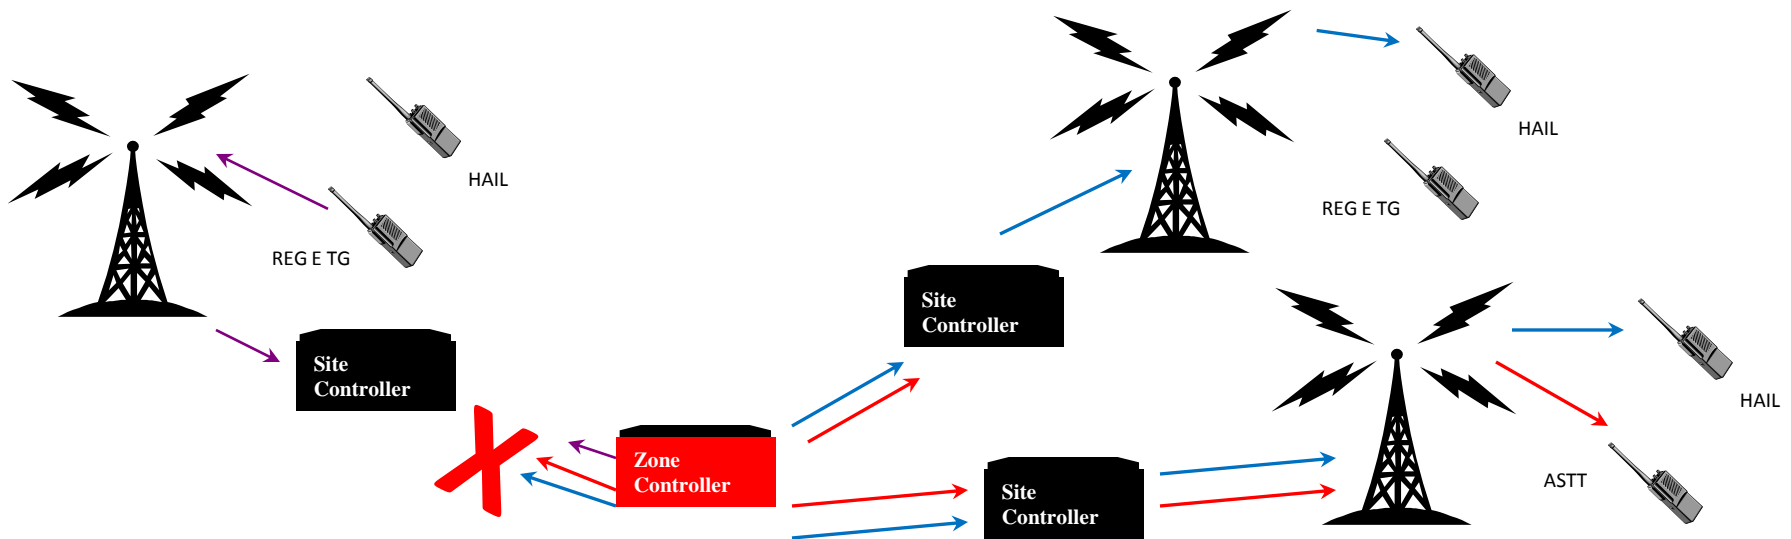 HAIL
REG E TG
Site
Controller
Zone
Controller
Site
Controller
HAIL
REG E TG
Site
Controller
HAIL
ASTT